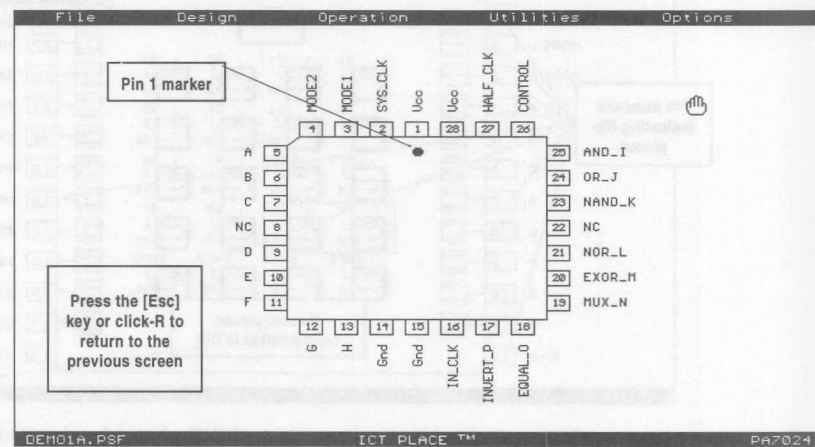 File Design Operation Utilities Options
Pin 1 marker
MODE2 MODE1 SYS_CLK Vcc Vcc HALF_CLK CONTROL
4 3 2 1 28 27 26
A 5 25 AND_I
B 6 24 OR_J
C 7 23 NAND_K
NC 8 22 NC
D 9 21 NOR_L
E 10 20 EXOR_M
F 11 19 MUX_N
12 13 14 15 16 17 18
G H Gnd Gnd IN_CLK INVERT_P EQUAL_O
Press the [Esc]
key or click-R to
return to the
previous screen
DEMO1A.PSF ICT PLACE TM PA7024